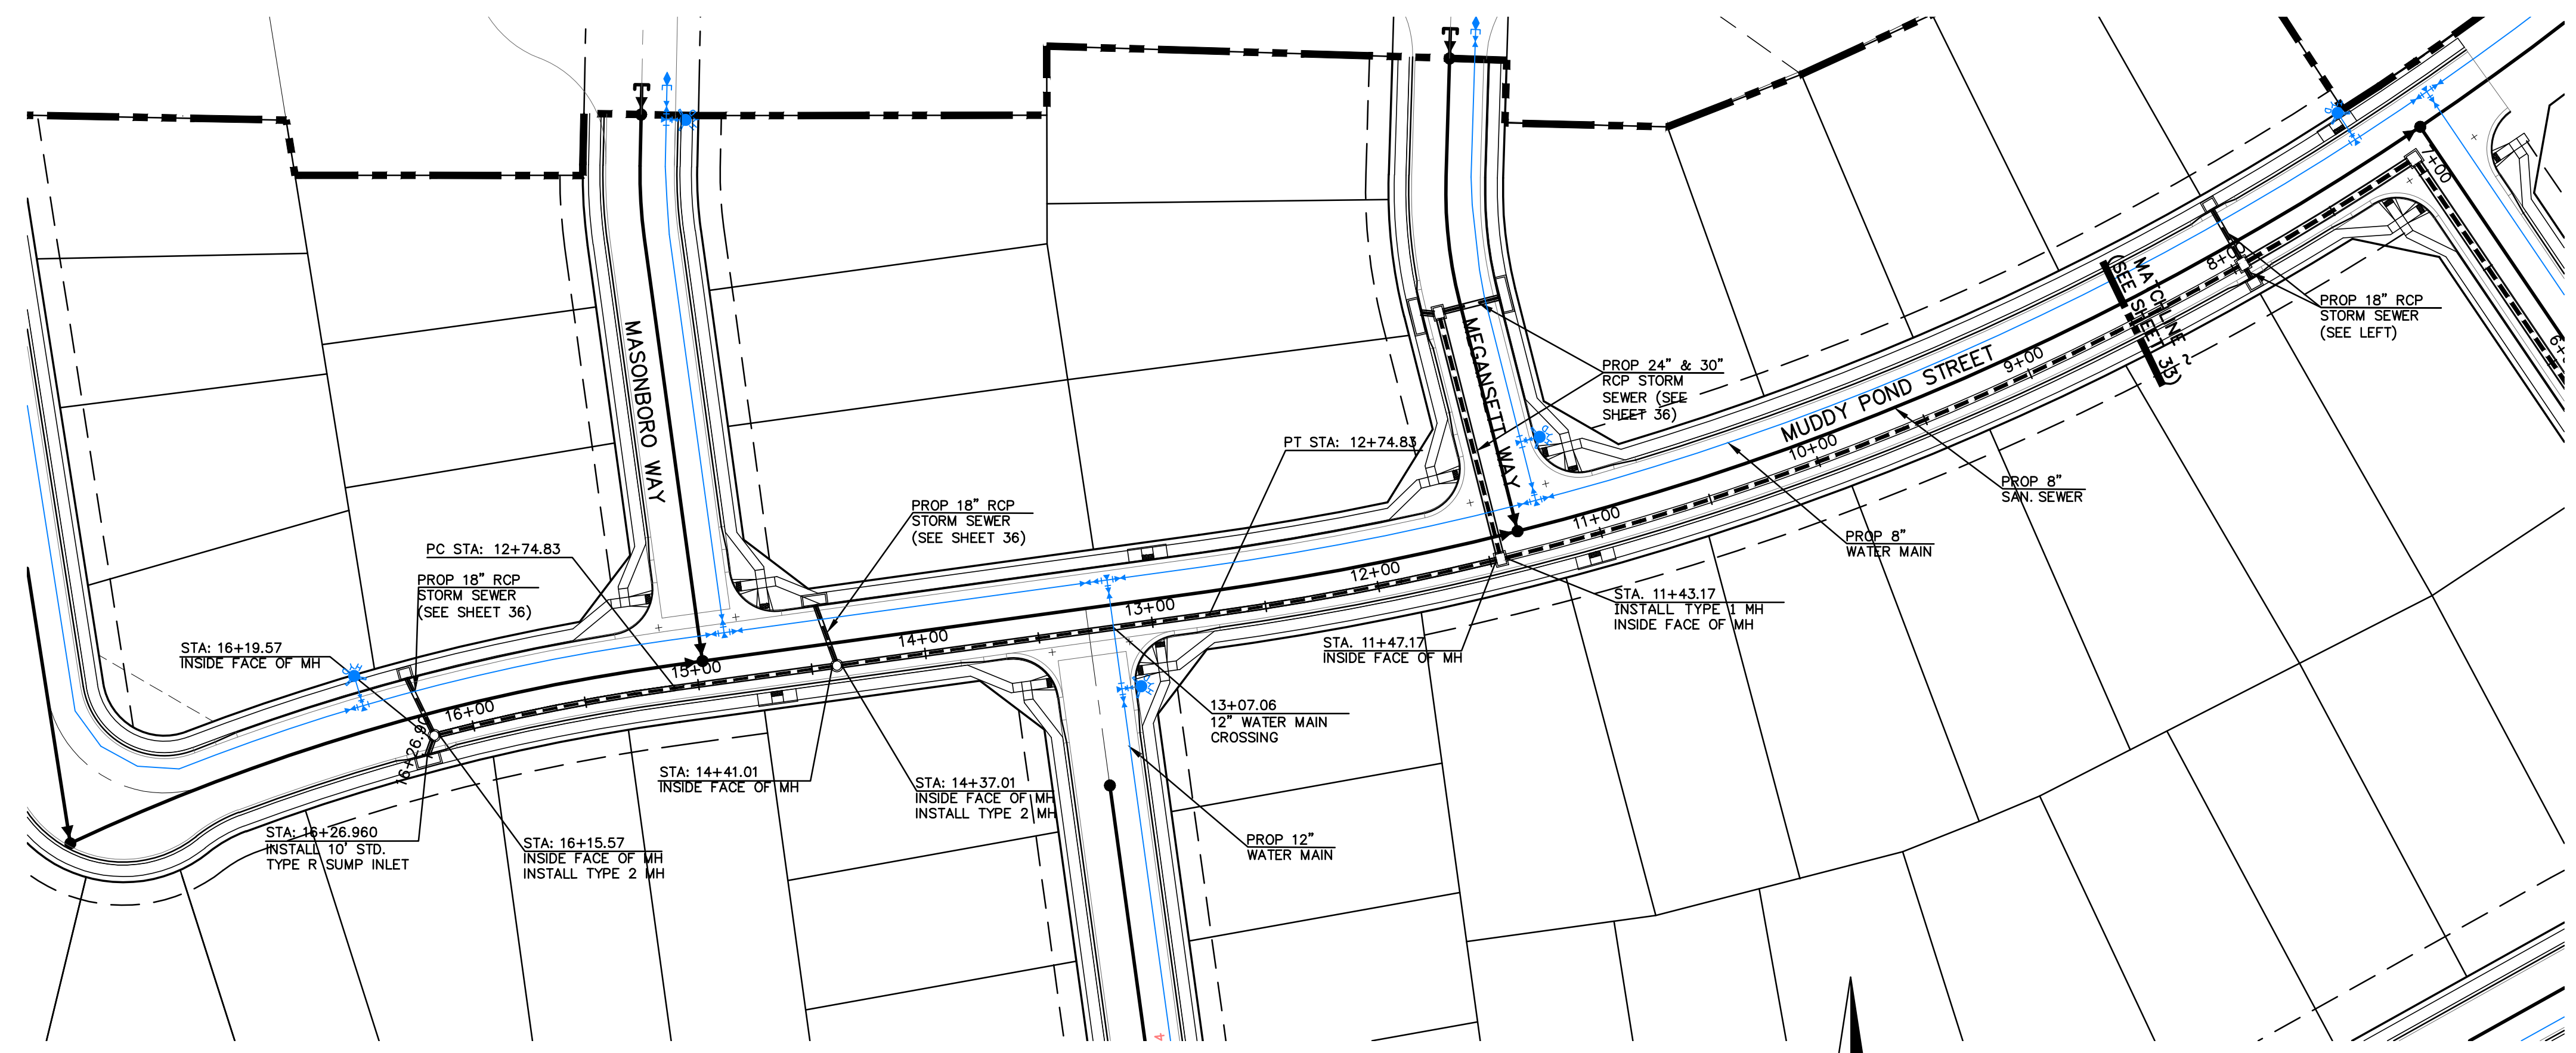 7+00
8+00
MATCHLINE
(SEE SHEET 33)
PROP 18" RCP
STORM SEWER
(SEE LEFT)
MASONBORO WAY
MEGANSETT WAY
PROP 24" & 30"
RCP STORM
SEWER (SEE
SHEET 36)
MUDDY POND STREET
9+00
10+00
PT STA: 12+74.83
PROP 8"
SAN. SEWER
PROP 18" RCP
STORM SEWER
(SEE SHEET 36)
11+00
PROP 8"
WATER MAIN
PC STA: 12+74.83
PROP 18" RCP
STORM SEWER
(SEE SHEET 36)
12+00
STA. 11+43.17
INSTALL TYPE 1 MH
INSIDE FACE OF MH
13+00
14+00
STA. 11+47.17
INSIDE FACE OF MH
STA: 16+19.57
INSIDE FACE OF MH
15+00
16+00
13+07.06
12" WATER MAIN
CROSSING
STA: 14+41.01
INSIDE FACE OF MH
STA: 14+37.01
INSIDE FACE OF MH
INSTALL TYPE 2 MH
STA: 16+26.960
INSTALL 10' STD.
TYPE R SUMP INLET
STA: 16+15.57
INSIDE FACE OF MH
INSTALL TYPE 2 MH
PROP 12"
WATER MAIN